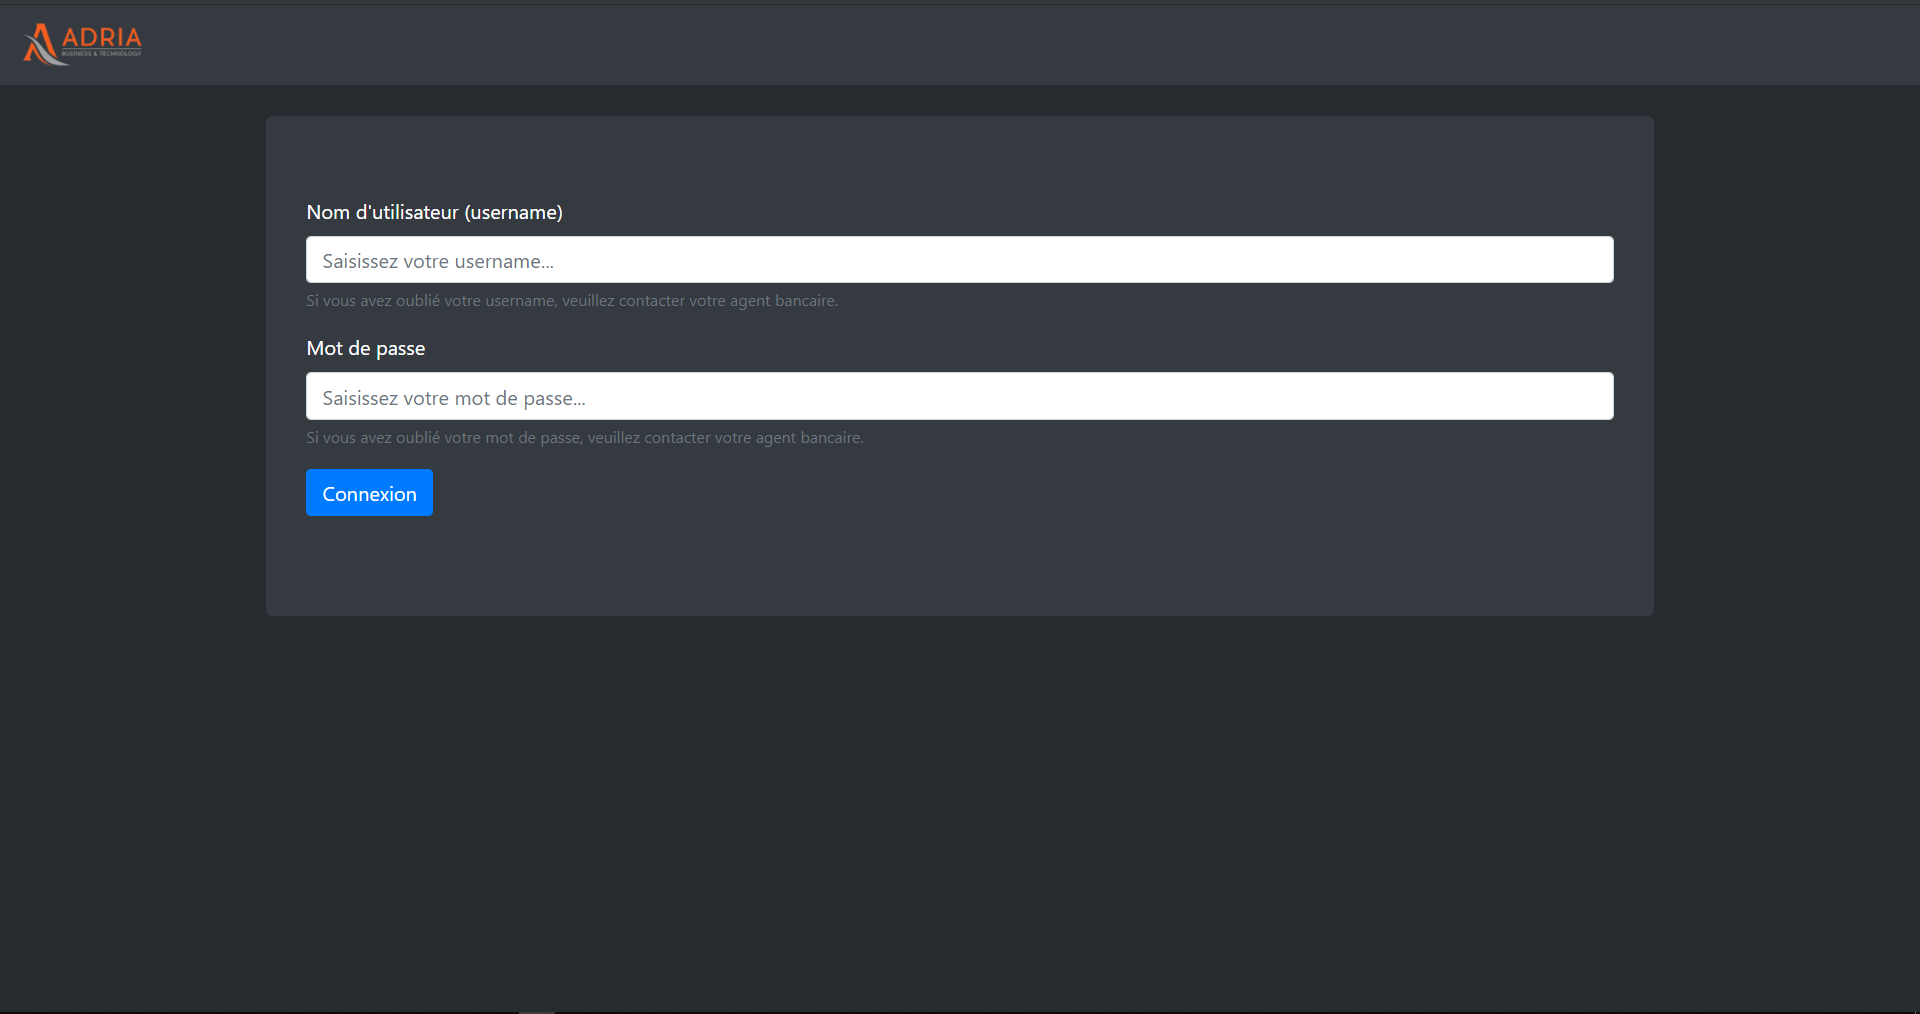 ADRIA
BUSINESS & TECHNOLOGY
Nom d'utilisateur (username)
Saisissez votre username...
Si vous avez oublié votre username, veuillez contacter votre agent bancaire.
Mot de passe
Saisissez votre mot de passe...
Si vous avez oublié votre mot de passe, veuillez contacter votre agent bancaire.
Connexion